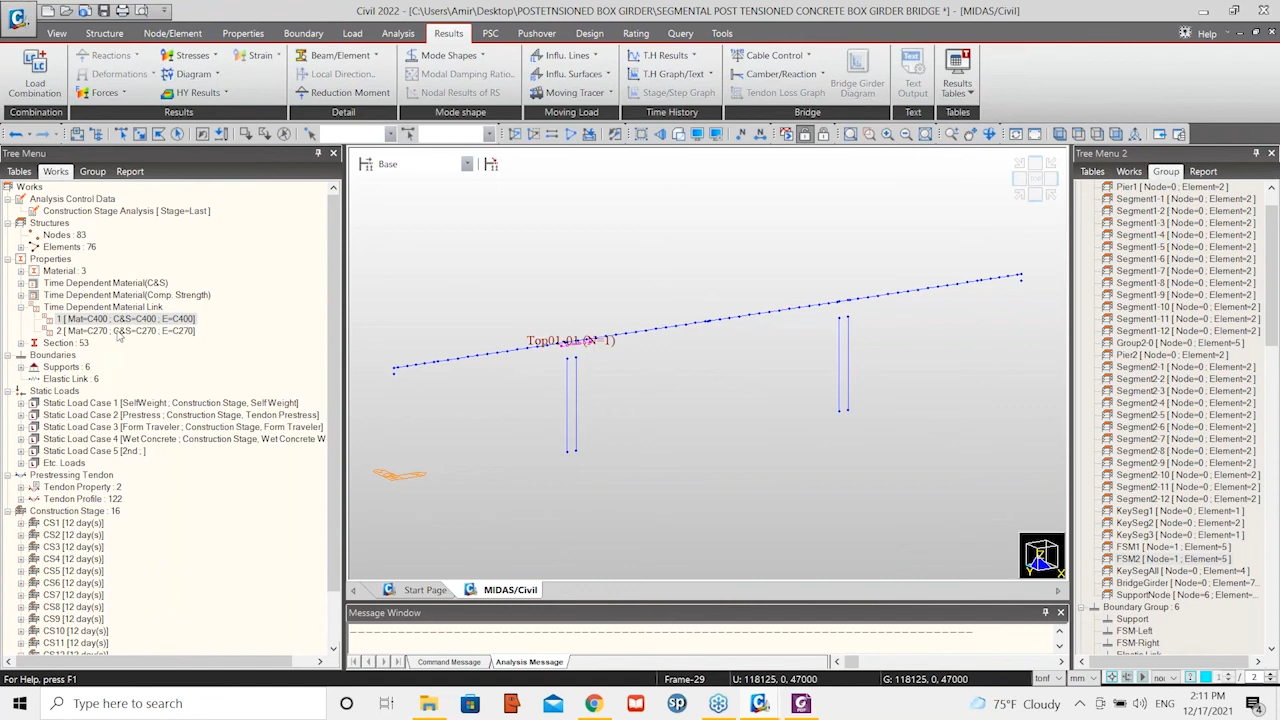 Civil 2022 - [C:\Users\Amir\Desktop\POSTETNSIONED BOX GIRDER\SEGMENTAL POST TENSIONED CONCRETE BOX GIRDER BRIDGE *] - [MIDAS/Civil]
View Structure Node/Element Properties Boundary Load Analysis Results PSC Pushover Design Rating Query Tools Help
Load Combination
Reactions Stresses Strain
Deformations Diagram
Forces HY Results
Beam/Element
Local Direction..
Reduction Moment
Mode Shapes
Modal Damping Ratio..
Nodal Results of RS
Influ. Lines
Influ. Surfaces
Moving Tracer
T.H Results
T.H Graph/Text
Stage/Step Graph
Cable Control
Camber/Reaction
Tendon Loss Graph
Bridge Girder Diagram
Text Output
Results Tables
Combination Results Detail Mode shape Moving Load Time History Bridge Text Tables
Tree Menu
Tables Works Group Report
Works
Analysis Control Data
Construction Stage Analysis [ Stage=Last ]
Structures
Nodes : 83
Elements : 76
Properties
Material : 3
Time Dependent Material(C&S)
Time Dependent Material(Comp. Strength)
Time Dependent Material Link
1 [ Mat=C400 ; C&S=C400 ; E=C400]
2 [ Mat=C270 ; C&S=C270 ; E=C270]
Section : 53
Boundaries
Supports : 6
Elastic Link : 6
Static Loads
Static Load Case 1 [SelfWeight ; Construction Stage, Self Weight]
Static Load Case 2 [Prestress ; Construction Stage, Tendon Prestress]
Static Load Case 3 [Form Traveler ; Construction Stage, Form Traveler]
Static Load Case 4 [Wet Concrete ; Construction Stage, Wet Concrete W
Static Load Case 5 [2nd ; ]
Etc. Loads
Prestressing Tendon
Tendon Property : 2
Tendon Profile : 122
Construction Stage : 16
CS1 [12 day(s)]
CS2 [12 day(s)]
CS3 [12 day(s)]
CS4 [12 day(s)]
CS5 [12 day(s)]
CS6 [12 day(s)]
CS7 [12 day(s)]
CS8 [12 day(s)]
CS9 [12 day(s)]
CS10 [12 day(s)]
CS11 [12 day(s)]
Base
TOP
Top01-01 (N=1)
Z
Y X
Start Page MIDAS/Civil
Message Window
Command Message Analysis Message
Tree Menu 2
Tables Works Group Report
Pier1 [ Node=0 ; Element=2 ]
Segment1-1 [ Node=0 ; Element=2 ]
Segment1-2 [ Node=0 ; Element=2 ]
Segment1-3 [ Node=0 ; Element=2 ]
Segment1-4 [ Node=0 ; Element=2 ]
Segment1-5 [ Node=0 ; Element=2 ]
Segment1-6 [ Node=0 ; Element=2 ]
Segment1-7 [ Node=0 ; Element=2 ]
Segment1-8 [ Node=0 ; Element=2 ]
Segment1-9 [ Node=0 ; Element=2 ]
Segment1-10 [ Node=0 ; Element=2 ]
Segment1-11 [ Node=0 ; Element=2 ]
Segment1-12 [ Node=0 ; Element=2 ]
Group2-0 [ Node=0 ; Element=2 ]
Pier2 [ Node=0 ; Element=2 ]
Segment2-1 [ Node=0 ; Element=2 ]
Segment2-2 [ Node=0 ; Element=2 ]
Segment2-3 [ Node=0 ; Element=2 ]
Segment2-4 [ Node=0 ; Element=2 ]
Segment2-5 [ Node=0 ; Element=2 ]
Segment2-6 [ Node=0 ; Element=2 ]
Segment2-7 [ Node=0 ; Element=2 ]
Segment2-8 [ Node=0 ; Element=2 ]
Segment2-9 [ Node=0 ; Element=2 ]
Segment2-10 [ Node=0 ; Element=2 ]
Segment2-11 [ Node=0 ; Element=2 ]
Segment2-12 [ Node=0 ; Element=2 ]
KeySeg1 [ Node=0 ; Element=1 ]
KeySeg2 [ Node=0 ; Element=2 ]
KeySeg3 [ Node=0 ; Element=1 ]
FSM1 [ Node=1 ; Element=5 ]
FSM2 [ Node=1 ; Element=5 ]
KeySegAll [ Node=0 ; Element=4 ]
BridgeGirder [ Node=0 ; Element=7...
SupportNode [ Node=6 ; Element=...
Boundary Group : 6
Support
FSM-Left
FSM-Right
For Help, press F1 Frame-29 U: 118125, 0, 47000 G: 118125, 0, 47000 tonf mm non 1 / 2
Type here to search
75°F Cloudy ENG 2:11 PM
12/17/2021
4